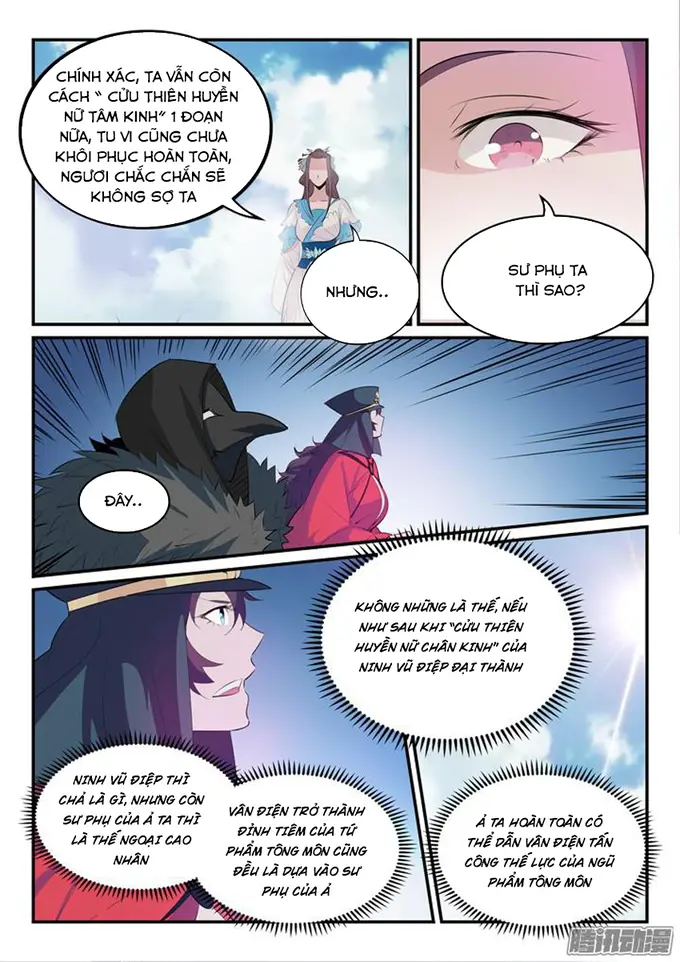 CHÍNH XÁC, TA VẪN CÒN
CÁCH " CỬU THIÊN HUYỀN
NỮ TÂM KINH" 1 ĐOẠN
NỮA, TU VI CŨNG CHƯA
KHÔI PHỤC HOÀN TOÀN,
NGƯƠI CHẮC CHẮN SẼ
KHÔNG SỢ TA
NHƯNG..
SƯ PHỤ TA
THÌ SAO?
ĐÂY..
KHÔNG NHỮNG LÀ THẾ, NẾU
NHƯ SAU KHI "CỬU THIÊN
HUYỀN NỮ CHÂN KINH" CỦA
NINH VŨ ĐIỆP ĐẠI THÀNH
NINH VŨ ĐIỆP THÌ
CHẢ LÀ GÌ, NHƯNG CÒN
SƯ PHỤ CỦA Ả TA THÌ
LÀ THẾ NGOẠI CAO
NHÂN
VÂN ĐIỆN TRỞ THÀNH
ĐỈNH TIÊM CỦA TỨ
PHẨM TÔNG MÔN CŨNG
ĐỀU LÀ DỰA VÀO SƯ
PHỤ CỦA Ả
Ả TA HOÀN TOÀN CÓ
THỂ DẪN VÂN ĐIỆN TẤN
CÔNG THẾ LỰC CỦA NGŨ
PHẨM TÔNG MÔN
腾讯动漫